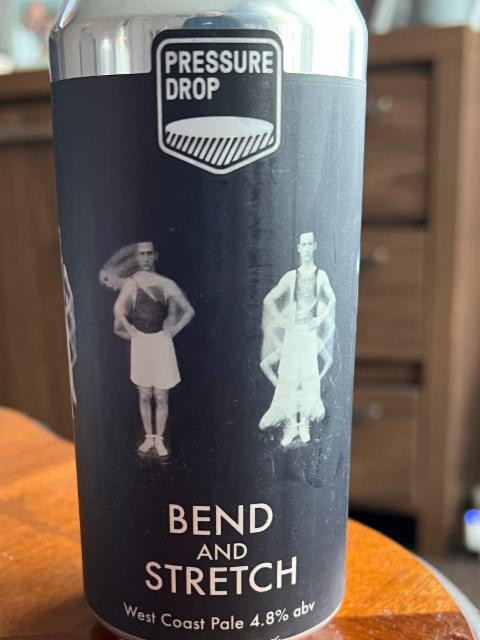 PRESSURE
DROP
BEND
AND
STRETCH
West Coast Pale 4.8% abv